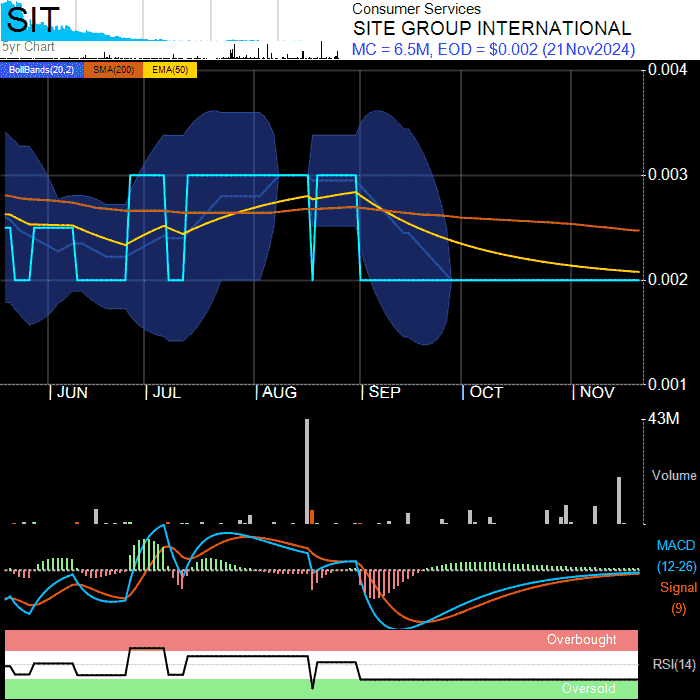 SIT
5yr Chart
Consumer Services
SITE GROUP INTERNATIONAL
MC = 6.5M, EOD = $0.002 (21Nov2024)
BollBands(20,2) SMA(200) EMA(50)
0.004
0.003
0.002
0.001
JUN JUL AUG SEP OCT NOV
43M
Volume
MACD
(12-26)
Signal
(9)
Overbought
RSI(14)
Oversold